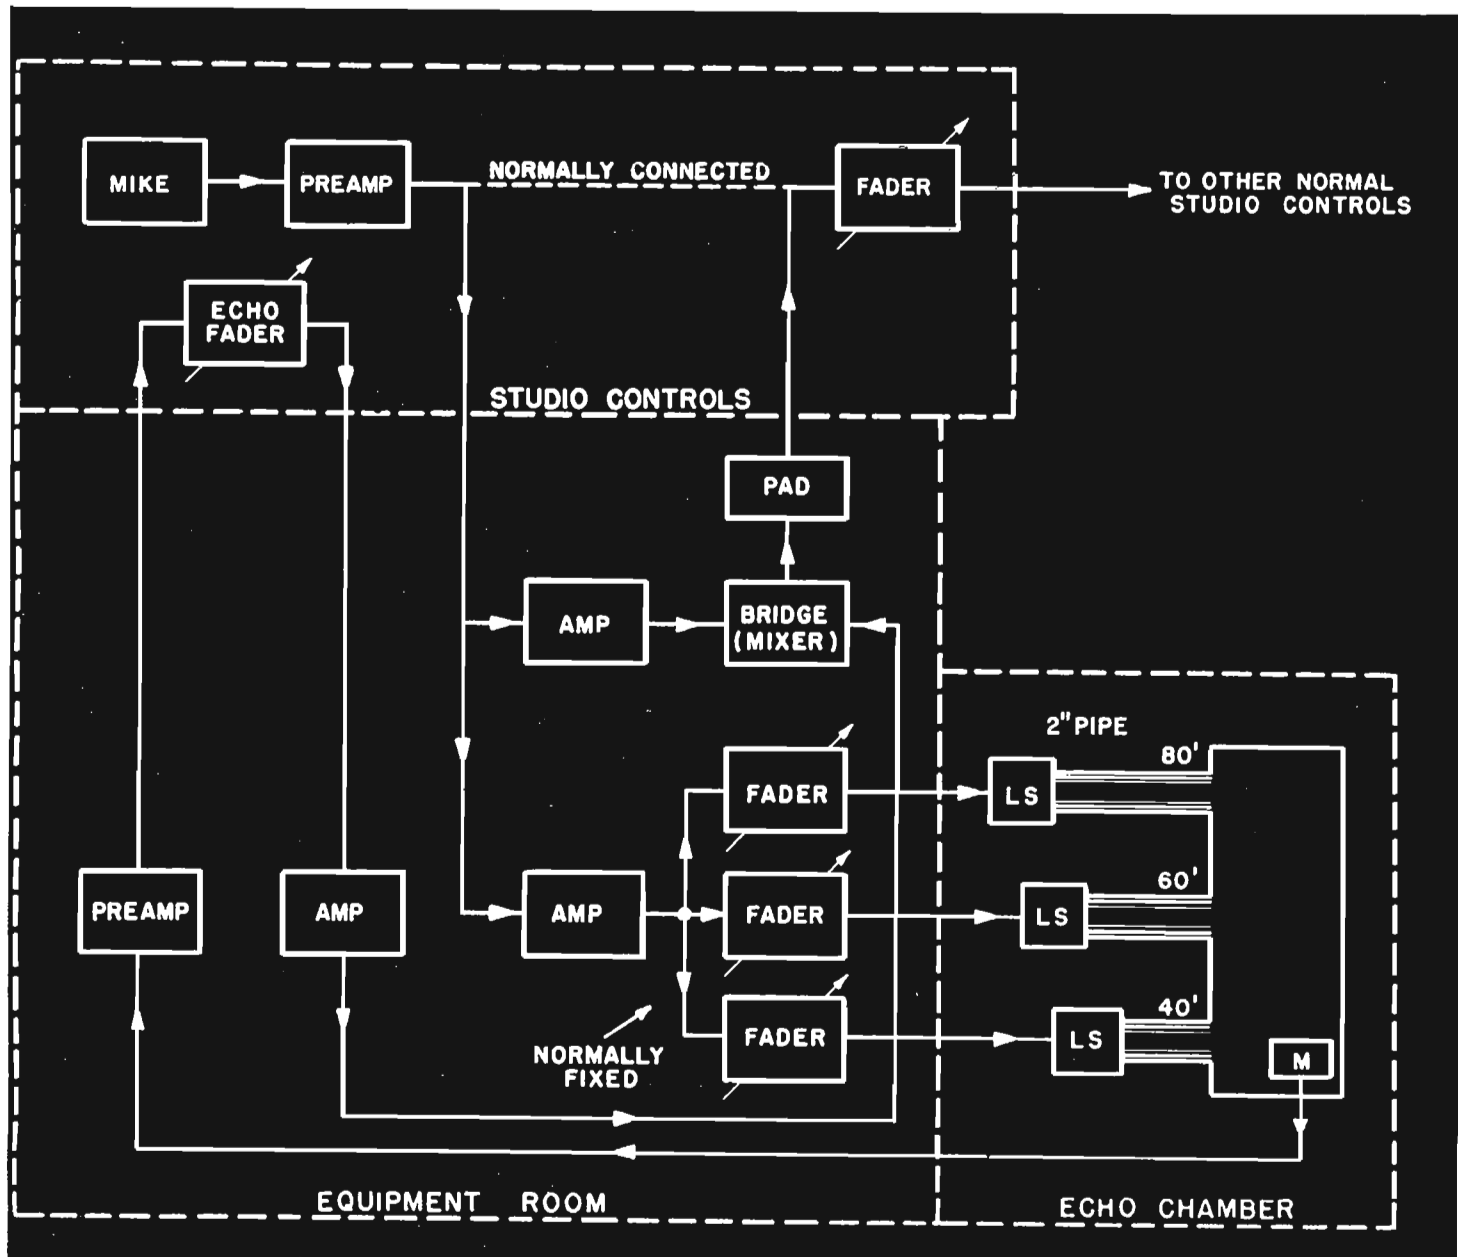 MIKE
PREAMP
NORMALLY CONNECTED
FADER
TO OTHER NORMAL
STUDIO CONTROLS
ECHO
FADER
STUDIO CONTROLS
PAD
AMP
BRIDGE
(MIXER)
2" PIPE
80'
FADER
LS
60'
PREAMP
AMP
AMP
FADER
LS
40'
FADER
LS
NORMALLY
FIXED
M
EQUIPMENT ROOM
ECHO CHAMBER